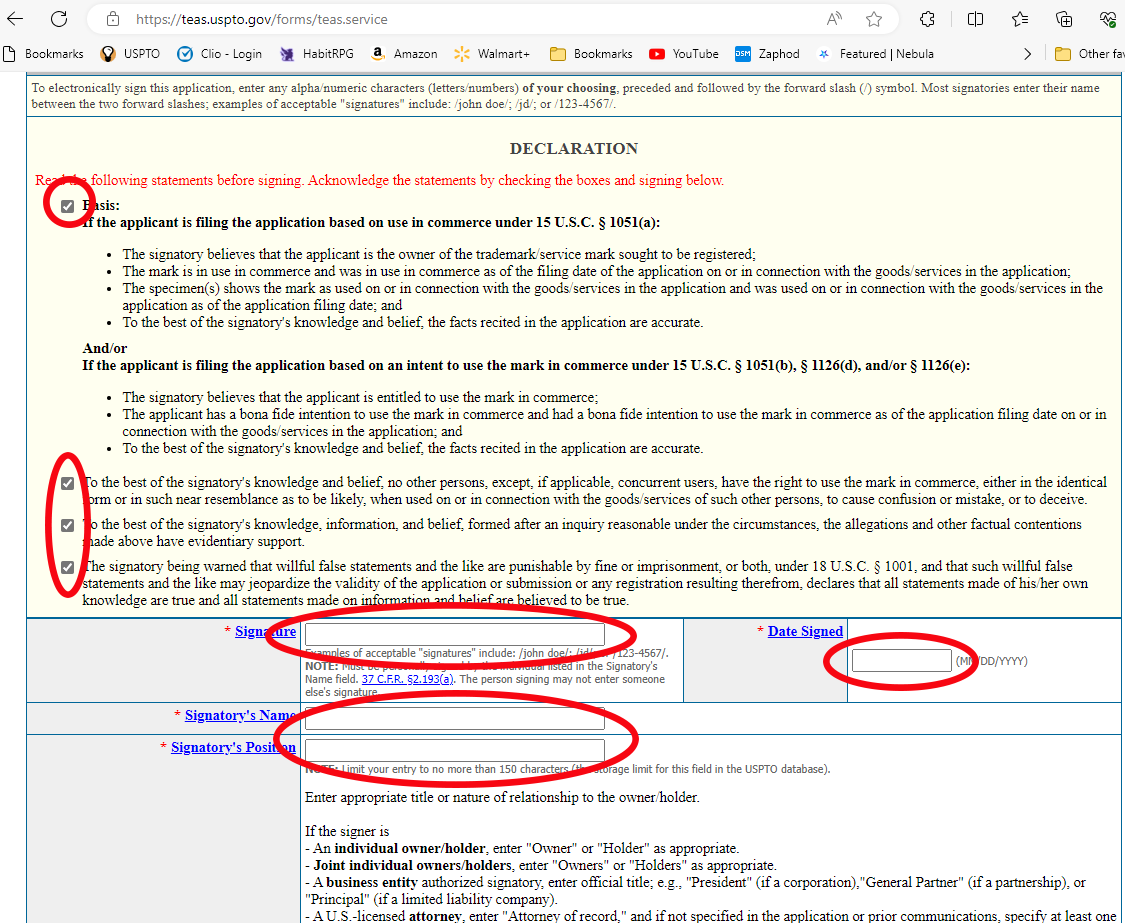 https://teas.uspto.gov/forms/teas.service
Bookmarks USPTO Clio - Login HabitRPG Amazon Walmart+ Bookmarks YouTube DSM Zaphod Featured | Nebula Other fav
To electronically sign this application, enter any alpha/numeric characters (letters/numbers) of your choosing, preceded and followed by the forward slash (/) symbol. Most signatories enter their name
between the two forward slashes; examples of acceptable "signatures" include: /john doe/; /jd/; or /123-4567/.
DECLARATION
Read the following statements before signing. Acknowledge the statements by checking the boxes and signing below.
Basis:
If the applicant is filing the application based on use in commerce under 15 U.S.C. § 1051(a):
• The signatory believes that the applicant is the owner of the trademark/service mark sought to be registered;
• The mark is in use in commerce and was in use in commerce as of the filing date of the application on or in connection with the goods/services in the application;
• The specimen(s) shows the mark as used on or in connection with the goods/services in the application and was used on or in connection with the goods/services in the
application as of the application filing date; and
• To the best of the signatory's knowledge and belief, the facts recited in the application are accurate.
And/or
If the applicant is filing the application based on an intent to use the mark in commerce under 15 U.S.C. § 1051(b), § 1126(d), and/or § 1126(e):
• The signatory believes that the applicant is entitled to use the mark in commerce;
• The applicant has a bona fide intention to use the mark in commerce and had a bona fide intention to use the mark in commerce as of the application filing date on or in
connection with the goods/services in the application; and
• To the best of the signatory's knowledge and belief, the facts recited in the application are accurate.
To the best of the signatory's knowledge and belief, no other persons, except, if applicable, concurrent users, have the right to use the mark in commerce, either in the identical
form or in such near resemblance as to be likely, when used on or in connection with the goods/services of such other persons, to cause confusion or mistake, or to deceive.
To the best of the signatory's knowledge, information, and belief, formed after an inquiry reasonable under the circumstances, the allegations and other factual contentions
made above have evidentiary support.
The signatory being warned that willful false statements and the like are punishable by fine or imprisonment, or both, under 18 U.S.C. § 1001, and that such willful false
statements and the like may jeopardize the validity of the application or submission or any registration resulting therefrom, declares that all statements made of his/her own
knowledge are true and all statements made on information and belief are believed to be true.
* Signature
* Date Signed
Examples of acceptable "signatures" include: /john doe/; /jd/; or /123-4567/.
(MM/DD/YYYY)
NOTE: Must be personally signed by the individual listed in the Signatory's
Name field. 37 C.F.R. §2.193(a). The person signing may not enter someone
else's signature.
* Signatory's Name
* Signatory's Position
NOTE: Limit your entry to no more than 150 characters (the storage limit for this field in the USPTO database).
Enter appropriate title or nature of relationship to the owner/holder.
If the signer is
- An individual owner/holder, enter "Owner" or "Holder" as appropriate.
- Joint individual owners/holders, enter "Owners" or "Holders" as appropriate.
- A business entity authorized signatory, enter official title; e.g., "President" (if a corporation),"General Partner" (if a partnership), or
"Principal" (if a limited liability company).
- A U.S.-licensed attorney, enter "Attorney of record," and if not specified in the application or prior communications, specify at least one